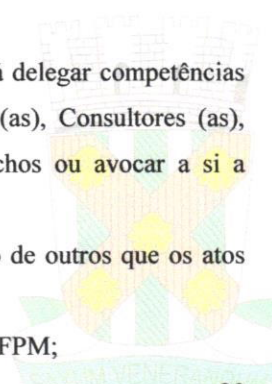 delegar competências
(as), Consultores (as),
chos ou avocar a si a
de outros que os atos
FPM;